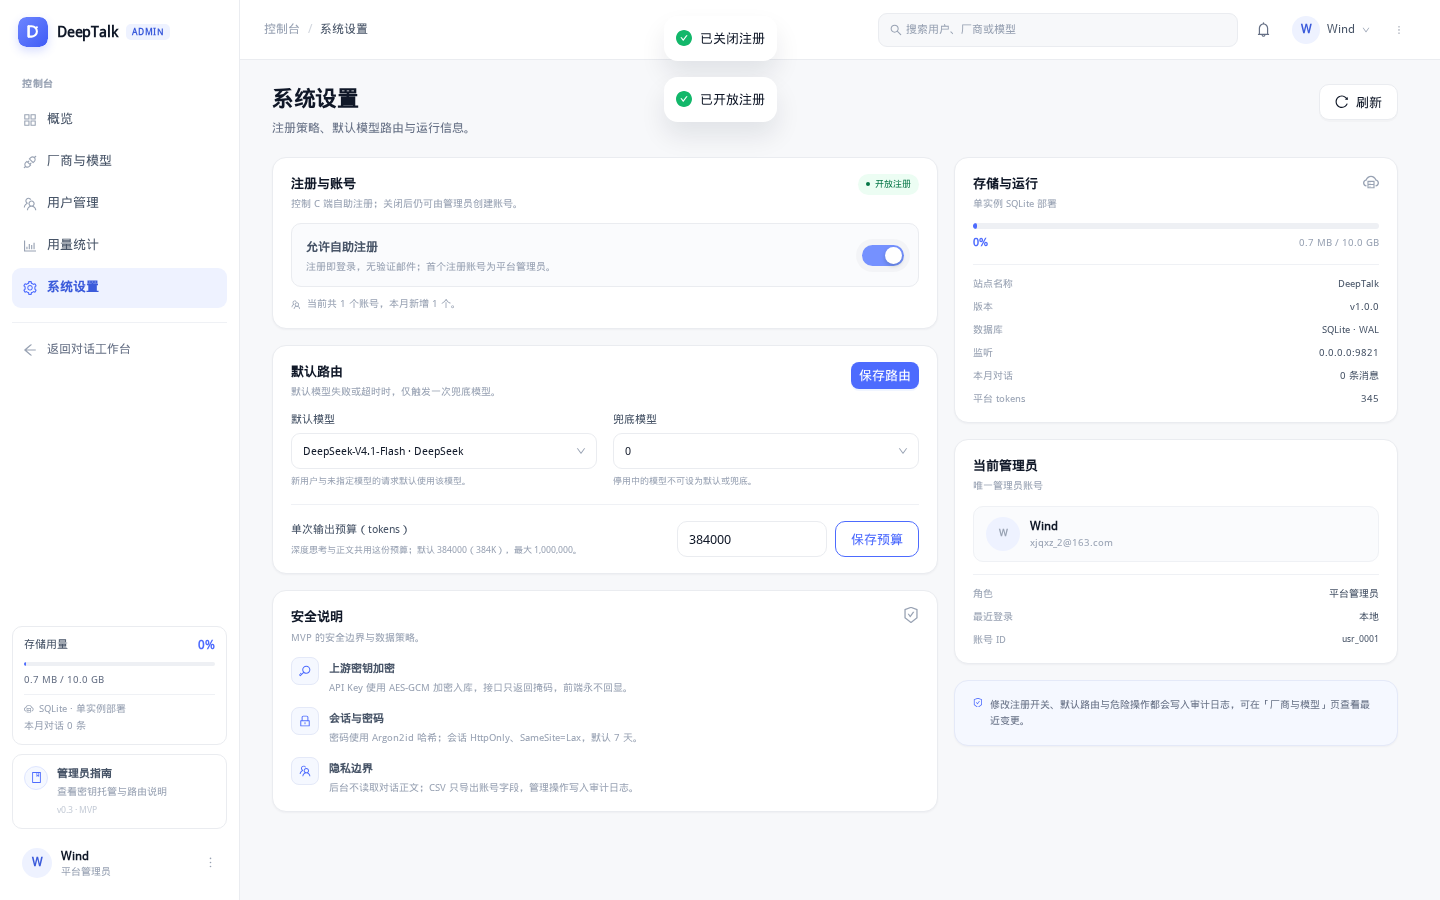 DeepTalk ADMIN
控制台
概览
厂商与模型
用户管理
用量统计
系统设置
返回对话工作台
存储用量 0%
0.7 MB / 10.0 GB
SQLite · 单实例部署
本月对话 0 条
管理员指南
查看密钥托管与路由说明
v0.3 · MVP
W Wind
平台管理员
控制台 / 系统设置
已关闭注册
已开放注册
搜索用户、厂商或模型
W Wind
系统设置
注册策略、默认模型路由与运行信息。
刷新
注册与账号
开放注册
控制 C 端自助注册；关闭后仍可由管理员创建账号。
允许自助注册
注册即登录，无验证邮件；首个注册账号为平台管理员。
当前共 1 个账号，本月新增 1 个。
默认路由
默认模型失败或超时时，仅触发一次兜底模型。
保存路由
默认模型
DeepSeek-V4.1-Flash · DeepSeek
新用户与未指定模型的请求默认使用该模型。
兜底模型
0
停用中的模型不可设为默认或兜底。
单次输出预算（tokens）
深度思考与正文共用这份预算；默认 384000（384K），最大 1,000,000。
384000
保存预算
安全说明
MVP 的安全边界与数据策略。
上游密钥加密
API Key 使用 AES-GCM 加密入库，接口只返回掩码，前端永不回显。
会话与密码
密码使用 Argon2id 哈希；会话 HttpOnly、SameSite=Lax，默认 7 天。
隐私边界
后台不读取对话正文；CSV 只导出账号字段，管理操作写入审计日志。
存储与运行
单实例 SQLite 部署
0% 0.7 MB / 10.0 GB
站点名称 DeepTalk
版本 v1.0.0
数据库 SQLite · WAL
监听 0.0.0.0:9821
本月对话 0 条消息
平台 tokens 345
当前管理员
唯一管理员账号
W Wind
xjqxz_2@163.com
角色 平台管理员
最近登录 本地
账号 ID usr_0001
修改注册开关、默认路由与危险操作都会写入审计日志，可在「厂商与模型」页查看最
近变更。